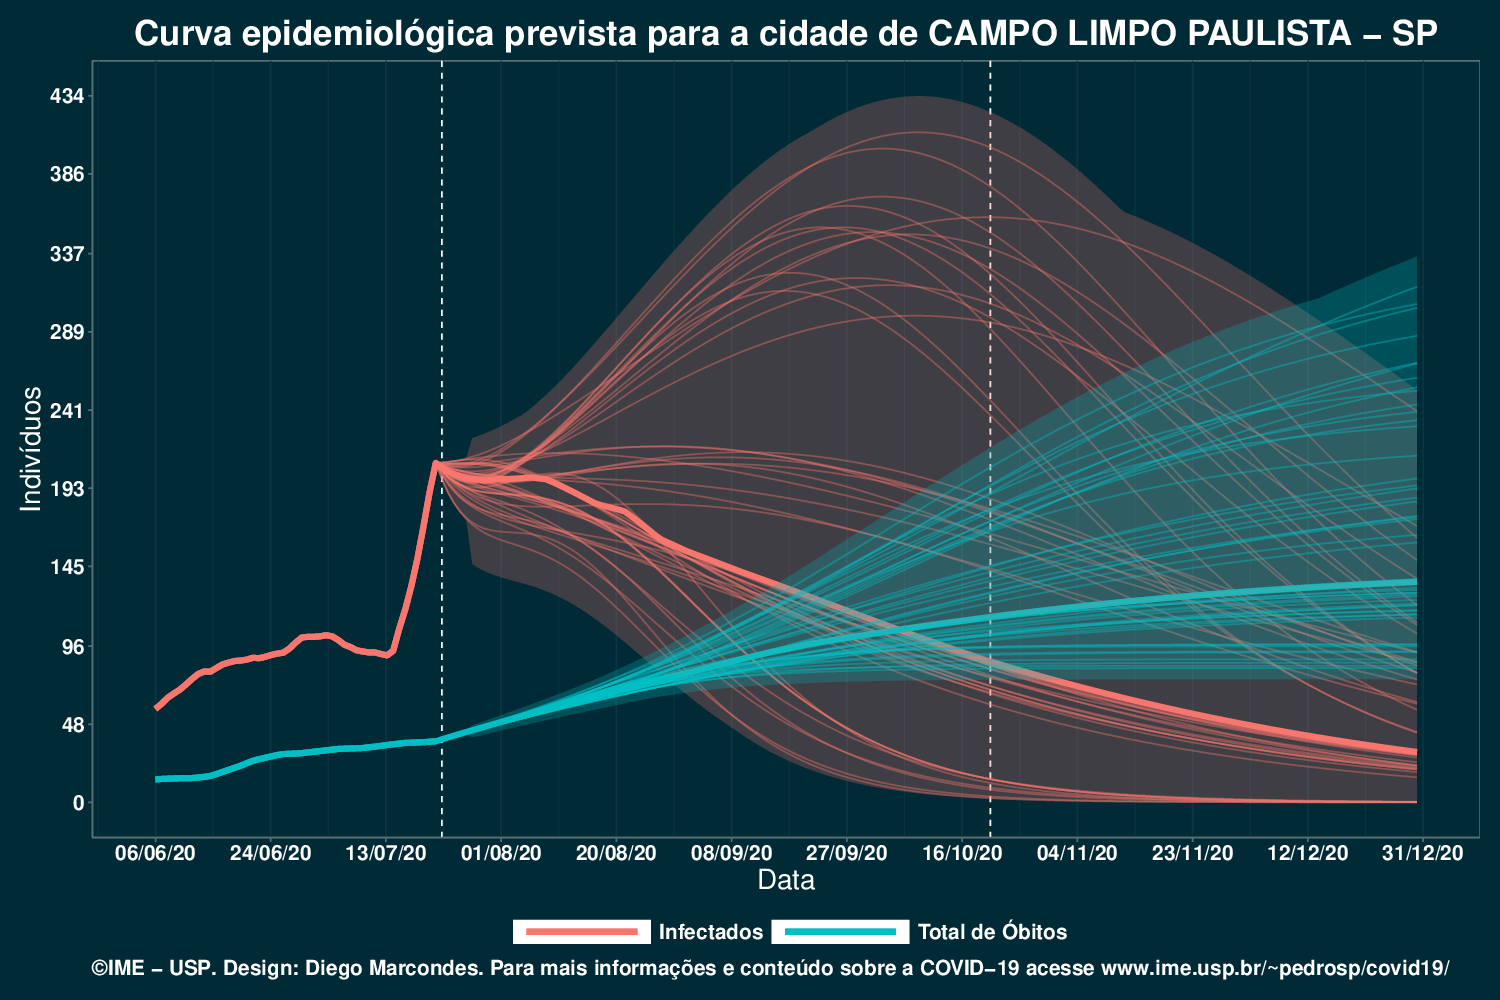 Curva epidemiológica prevista para a cidade de CAMPO LIMPO PAULISTA – SP
434
386
337
289
241
193
145
96
48
0
Indivíduos
06/06/20 24/06/20 13/07/20 01/08/20 20/08/20 08/09/20 27/09/20 16/10/20 04/11/20 23/11/20 12/12/20 31/12/20
Data
Infectados Total de Óbitos
©IME – USP. Design: Diego Marcondes. Para mais informações e conteúdo sobre a COVID–19 acesse www.ime.usp.br/~pedrosp/covid19/